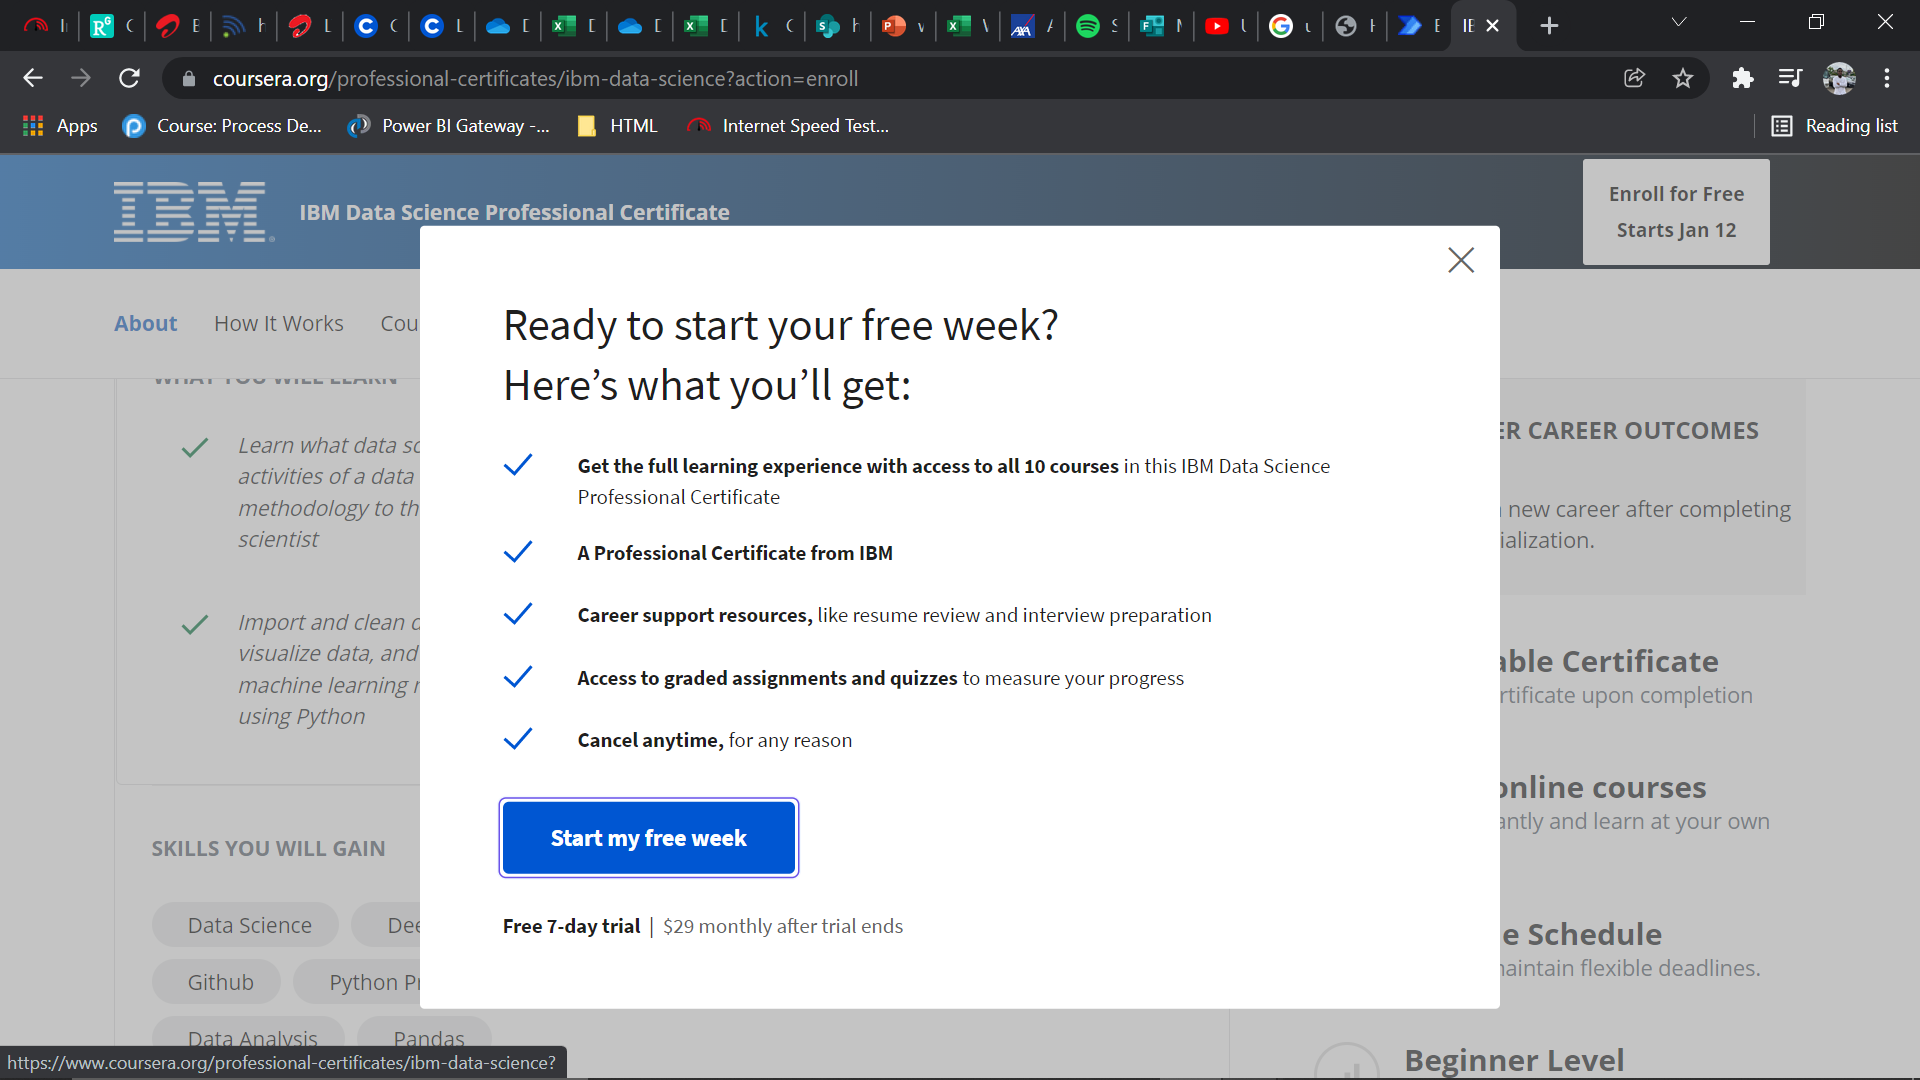 coursera.org/professional-certificates/ibm-data-science?action=enroll
Apps
Course: Process De...
Power BI Gateway -...
HTML
Internet Speed Test...
Reading list
IBM
IBM Data Science Professional Certificate
Enroll for Free
Starts Jan 12
About
How It Works
Cou
Ready to start your free week?
Here's what you'll get:
Get the full learning experience with access to all 10 courses in this IBM Data Science
Professional Certificate
A Professional Certificate from IBM
Career support resources, like resume review and interview preparation
Access to graded assignments and quizzes to measure your progress
Cancel anytime, for any reason
Start my free week
Free 7-day trial | $29 monthly after trial ends
WHAT YOU WILL LEARN
Learn what data sc
activities of a data
methodology to th
scientist
Import and clean d
visualize data, and
machine learning
using Python
SKILLS YOU WILL GAIN
Data Science
Dee
Github
Python P
Data Analysis
Pandas
ER CAREER OUTCOMES
new career after completing
ialization.
able Certificate
rtificate upon completion
online courses
antly and learn at your own
e Schedule
aintain flexible deadlines.
Beginner Level
https://www.coursera.org/professional-certificates/ibm-data-science?